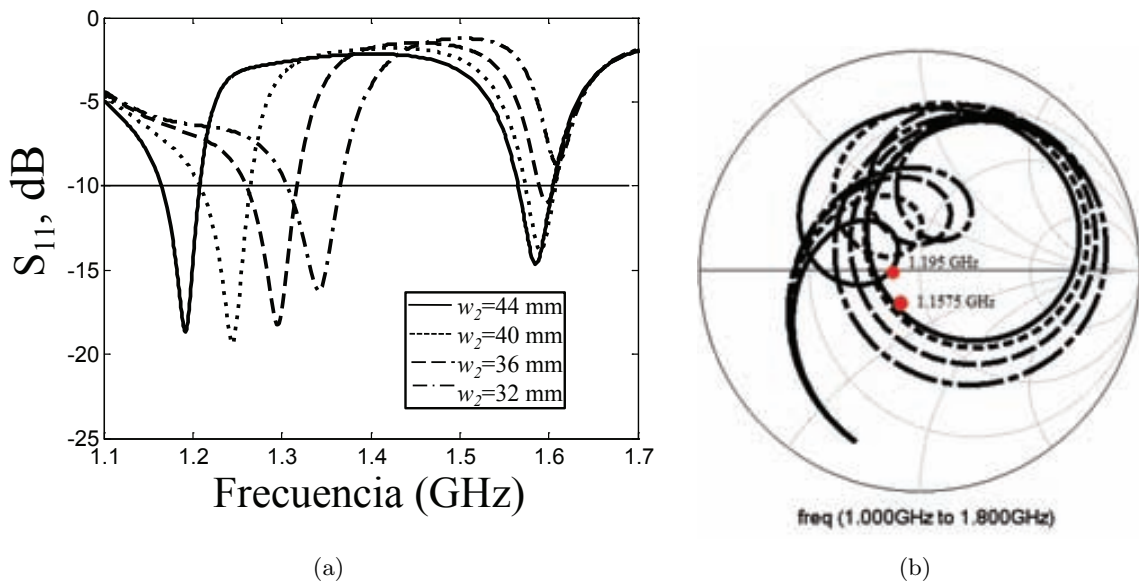 0
-5
-10
-15
-20
-25
S11, dB
1.1 1.2 1.3 1.4 1.5 1.6 1.7
Frecuencia (GHz)
w2=44 mm
w2=40 mm
w2=36 mm
w2=32 mm
(a)
1.195 GHz
1.1575 GHz
freq (1.000GHz to 1.800GHz)
(b)